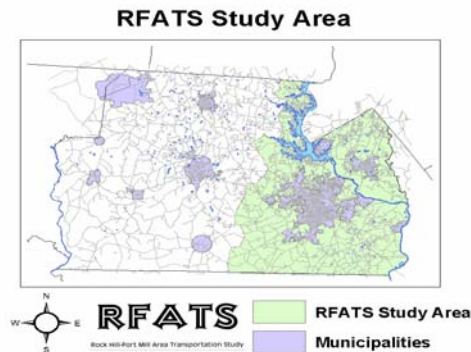 RFATS Study Area
N
W E
S
RFATS
Rock Hill-Fort Mill Area Transportation Study
RFATS Study Area
Municipalities